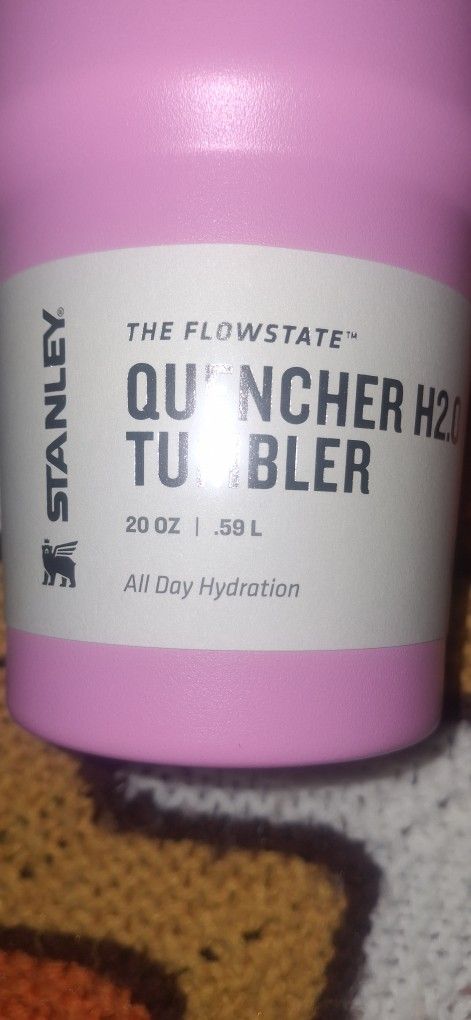 STANLEY®
THE FLOWSTATE™
QUENCHER H2.0
TUMBLER
20 OZ | .59 L
All Day Hydration